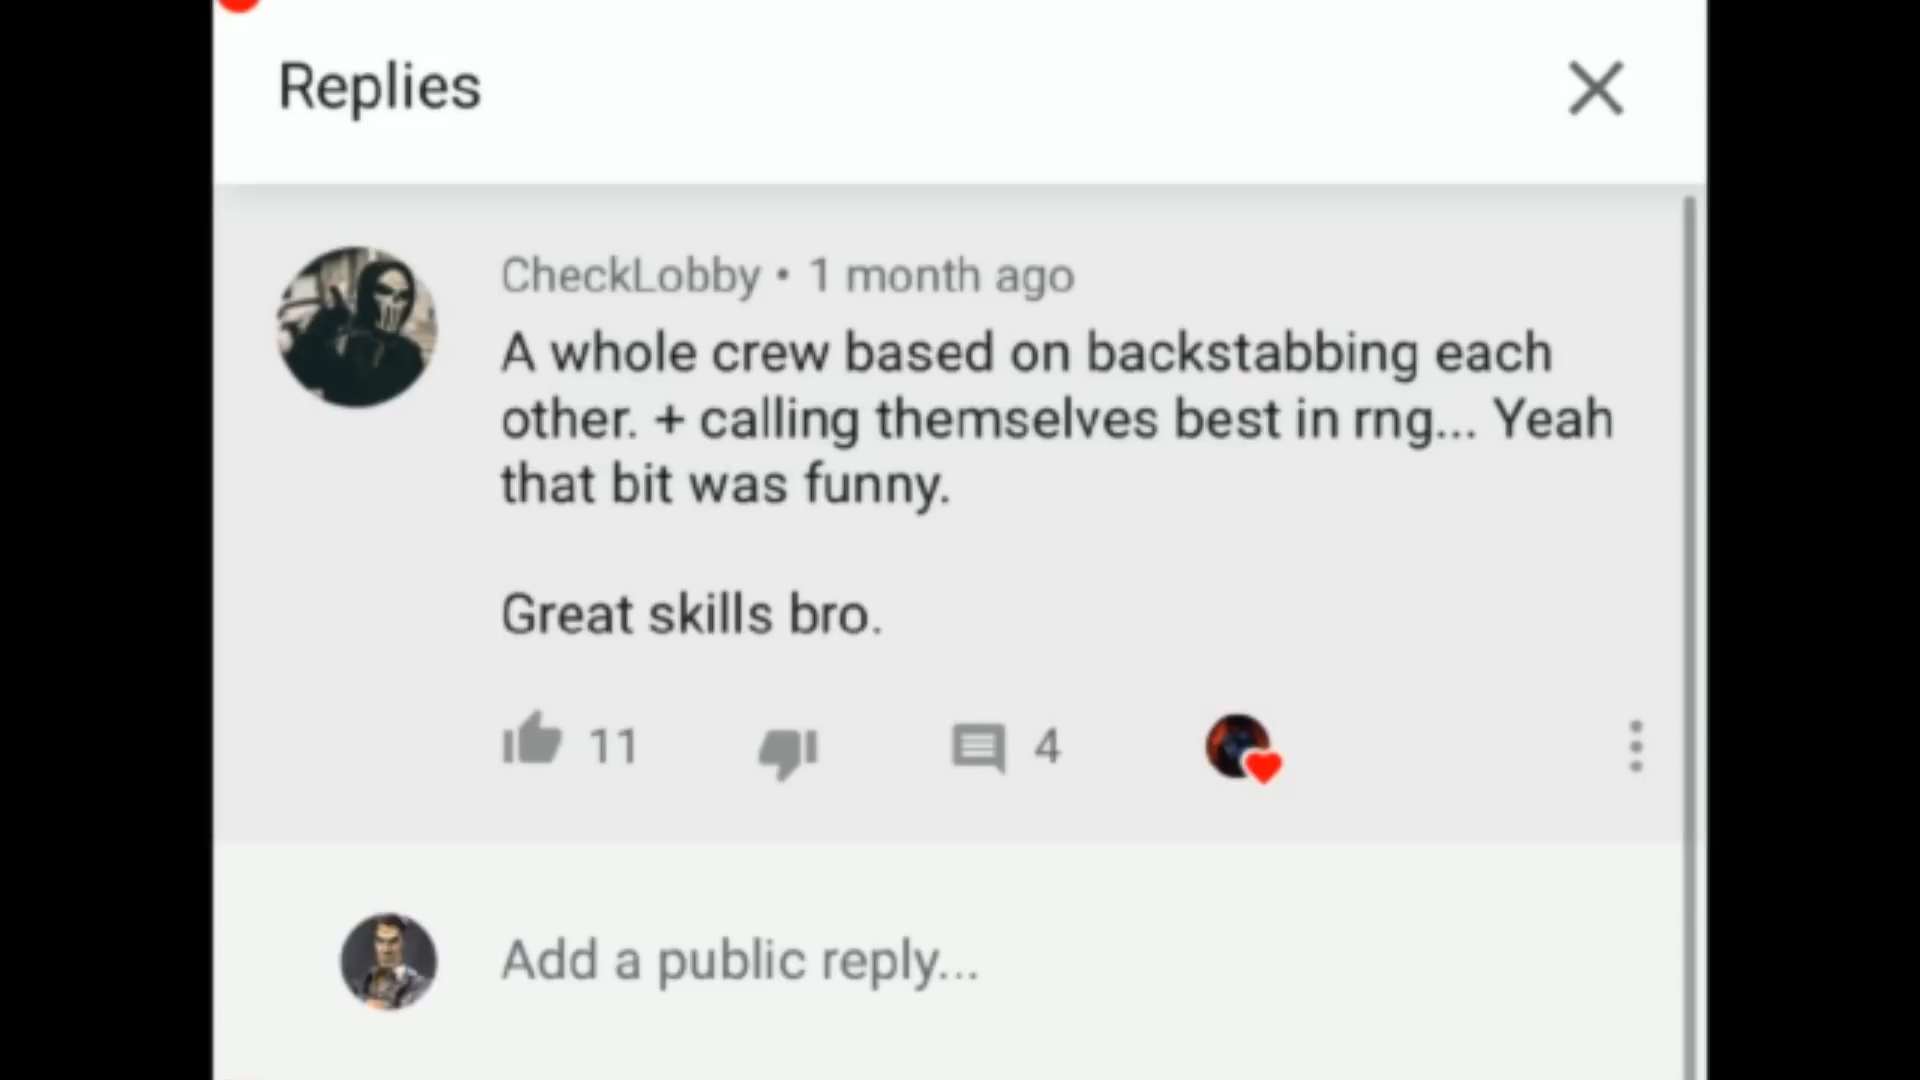 Replies
CheckLobby • 1 month ago
A whole crew based on backstabbing each
other. + calling themselves best in rng... Yeah
that bit was funny.
Great skills bro.
11
4
Add a public reply...